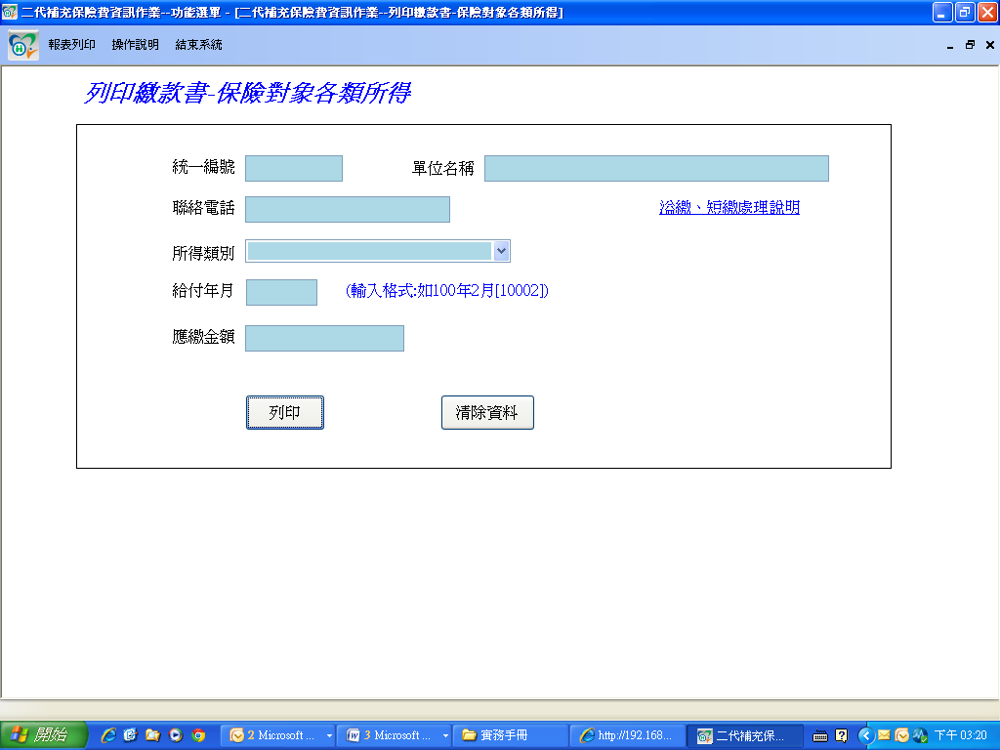 二代補充保險費資訊作業--功能選單 - [二代補充保險費資訊作業--列印繳款書-保險對象各類所得]
報表列印 操作說明 結束系統
列印繳款書-保險對象各類所得
統一編號 單位名稱
聯絡電話 溢繳、短繳處理說明
所得類別
給付年月 (輸入格式:如100年2月[10002])
應繳金額
列印 清除資料
開始 2 Microsoft ... 3 Microsoft ... 實務手冊 http://192.168... 二代補充保... 下午 03:20